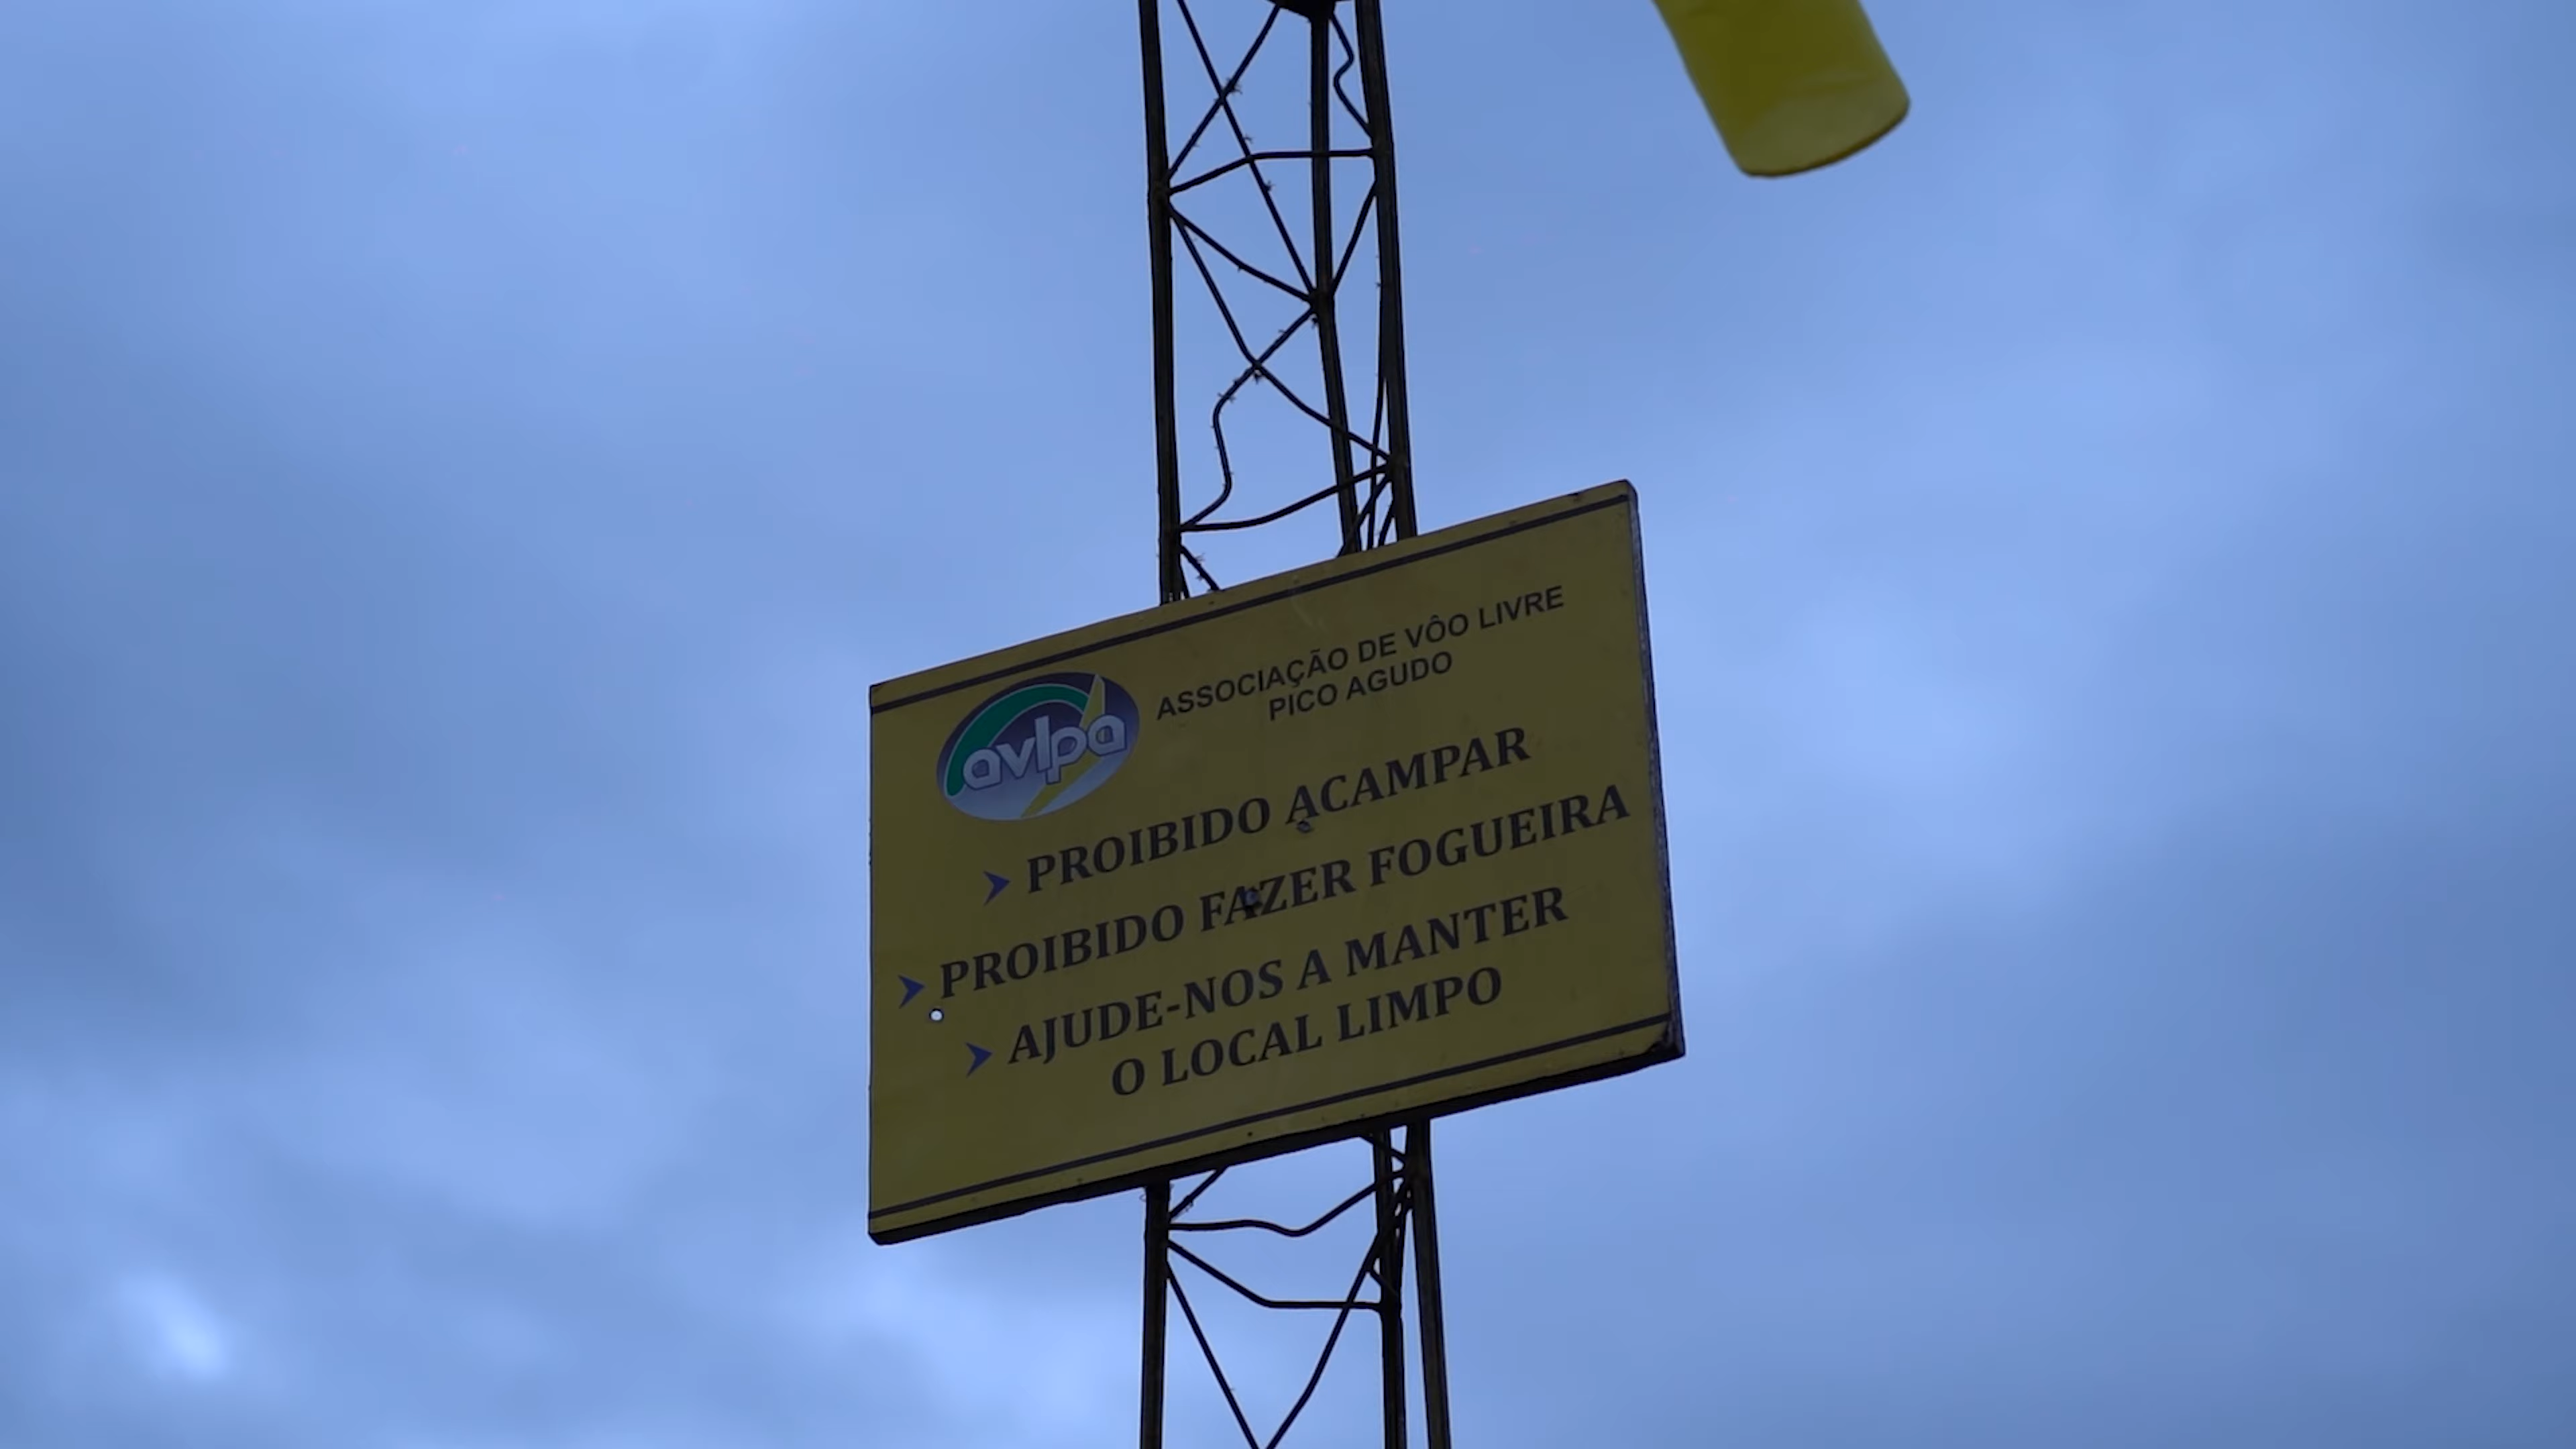 avlpa
ASSOCIAÇÃO DE VÔO LIVRE
PICO AGUDO
PROIBIDO ACAMPAR
PROIBIDO FAZER FOGUEIRA
AJUDE-NOS A MANTER
O LOCAL LIMPO